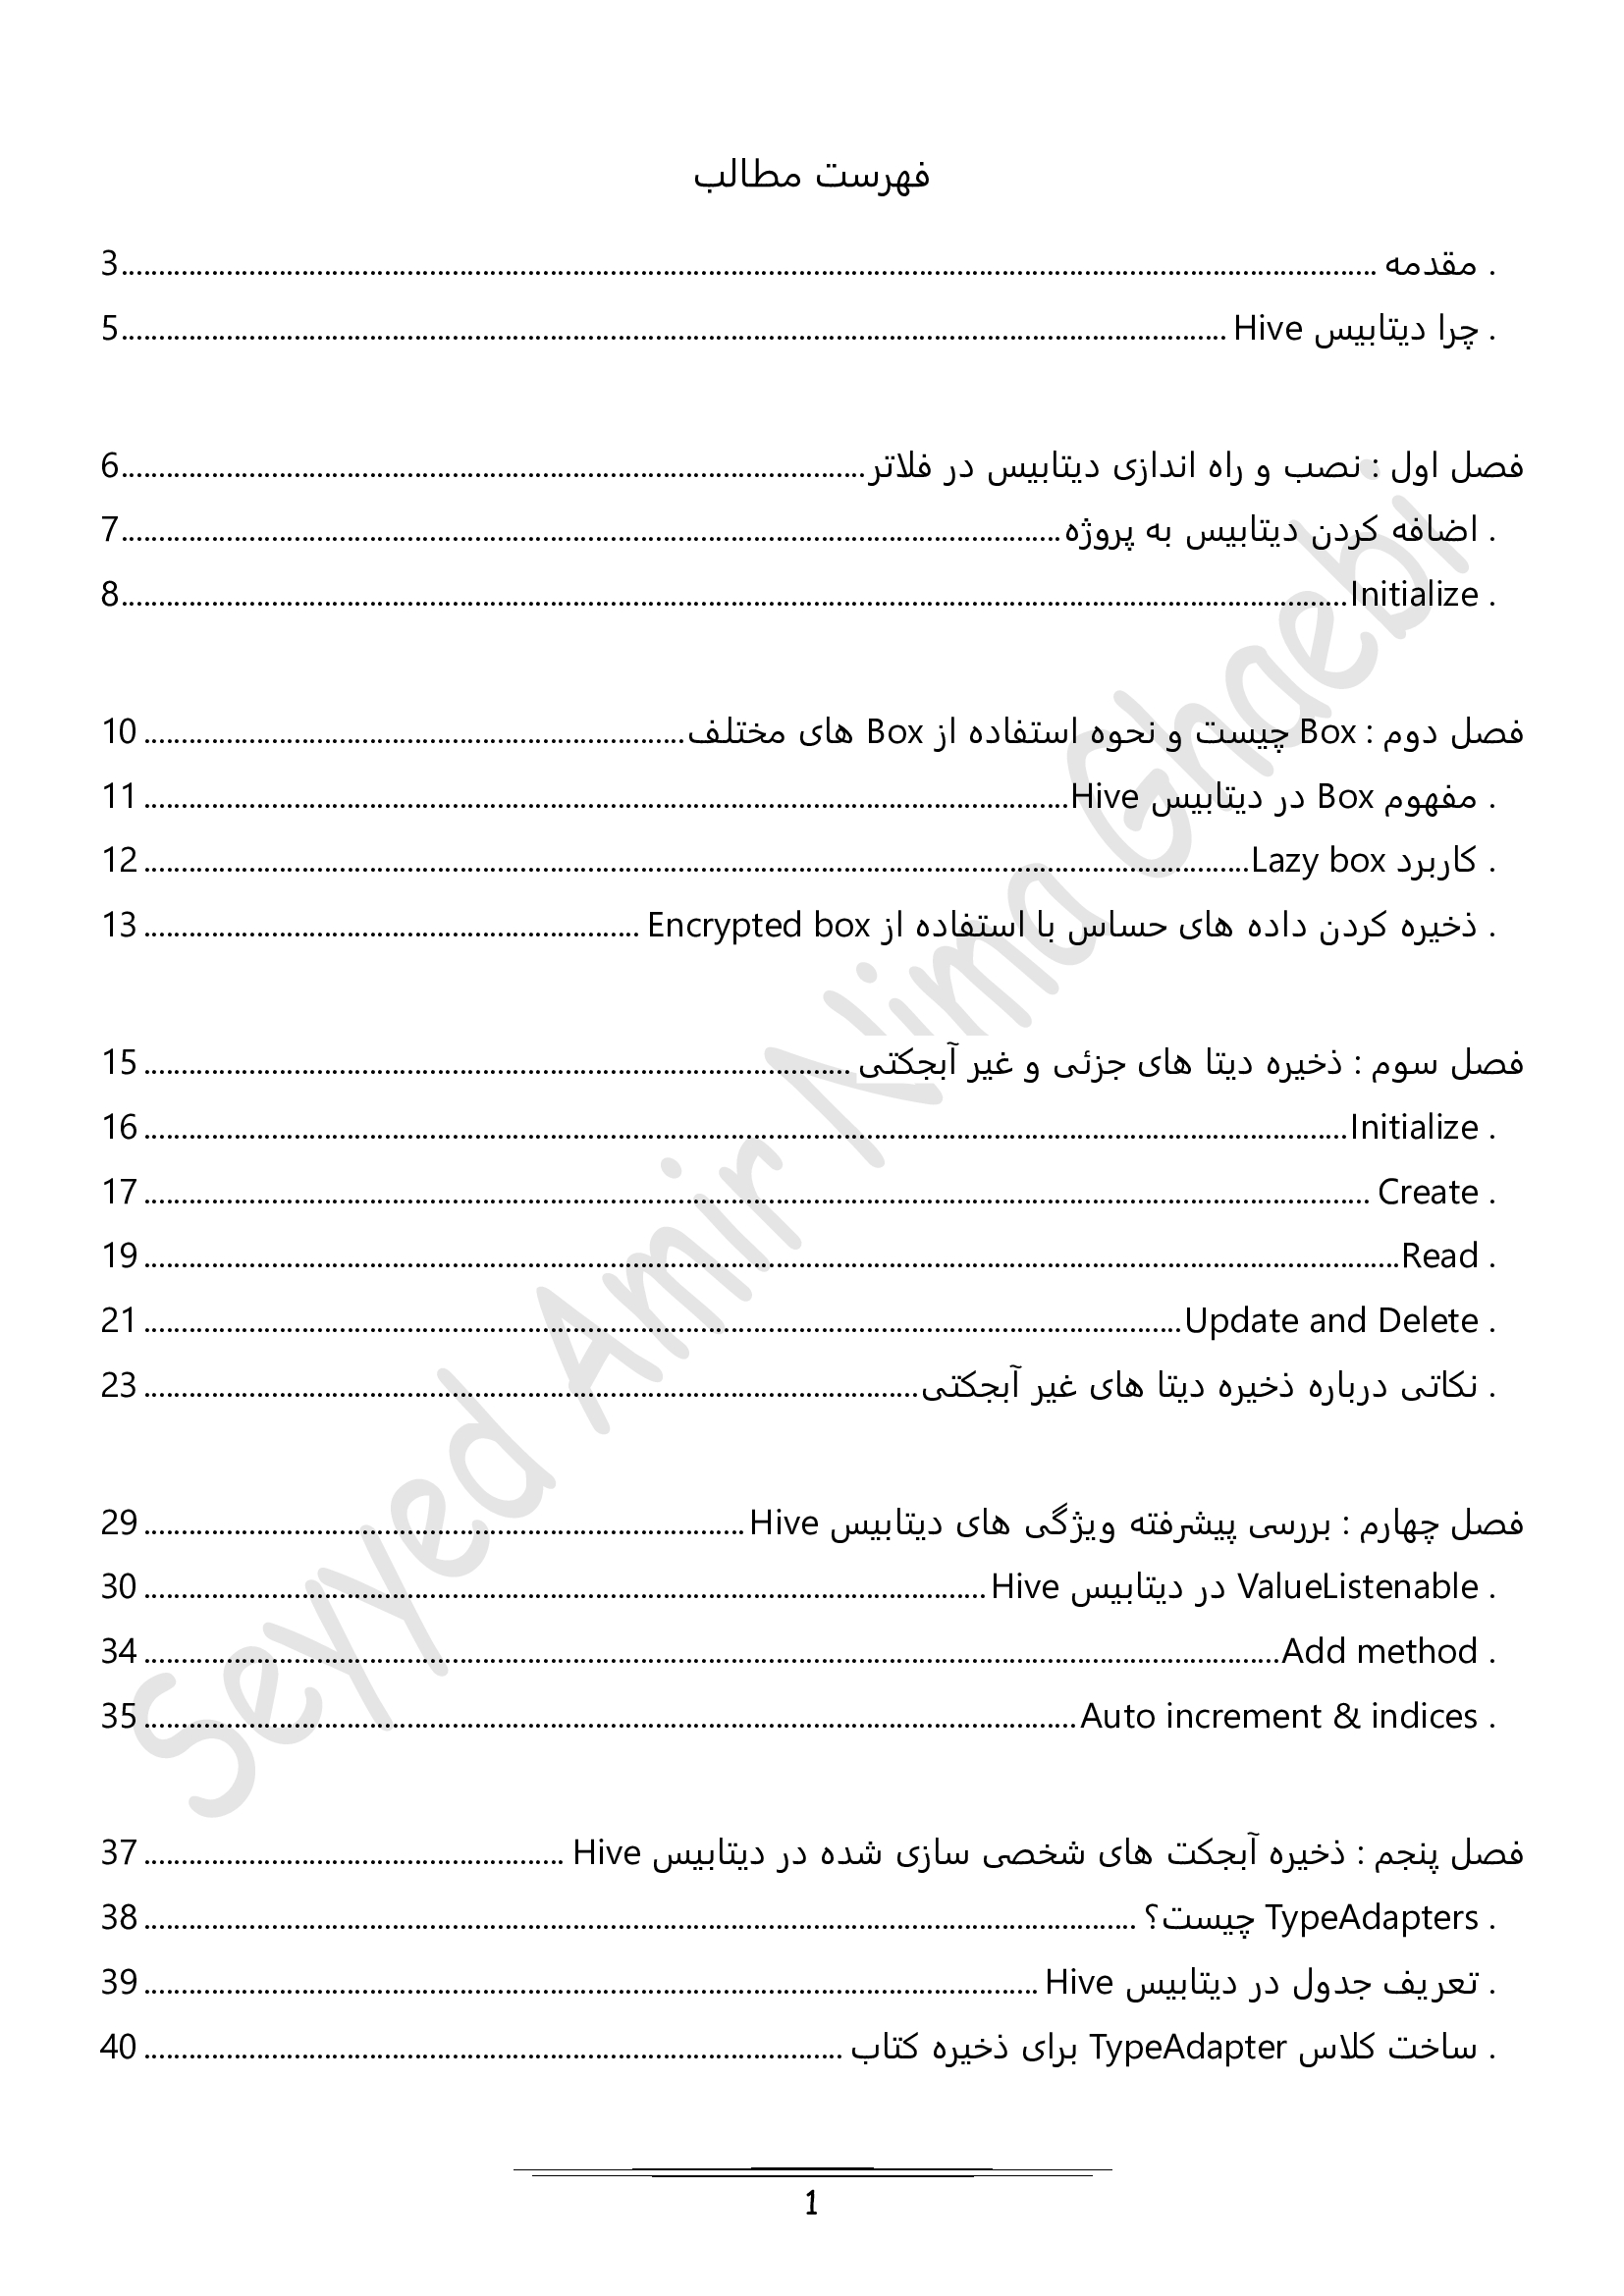 فهرست مطالب
. مقدمه ........ 3
. چرا دیتابیس Hive ........ 5
فصل اول : نصب و راه اندازی دیتابیس در فلاتر ........ 6
. اضافه کردن دیتابیس به پروژه ........ 7
. Initialize ........ 8
فصل دوم : Box چیست و نحوه استفاده از Box های مختلف ........ 10
. مفهوم Box در دیتابیس Hive ........ 11
. کاربرد Lazy box ........ 12
. ذخیره کردن داده های حساس با استفاده از Encrypted box ........ 13
فصل سوم : ذخیره دیتا های جزئی و غیر آبجکتی ........ 15
. Initialize ........ 16
. Create ........ 17
. Read ........ 19
. Update and Delete ........ 21
. نکاتی درباره ذخیره دیتا های غیر آبجکتی ........ 23
فصل چهارم : بررسی پیشرفته ویژگی های دیتابیس Hive ........ 29
. ValueListenable در دیتابیس Hive ........ 30
. Add method ........ 34
. Auto increment & indices ........ 35
فصل پنجم : ذخیره آبجکت های شخصی سازی شده در دیتابیس Hive ........ 37
. TypeAdapters چیست؟ ........ 38
. تعریف جدول در دیتابیس Hive ........ 39
. ساخت کلاس TypeAdapter برای ذخیره کتاب ........ 40
1
Seyyed Amir Nima Ghaebi